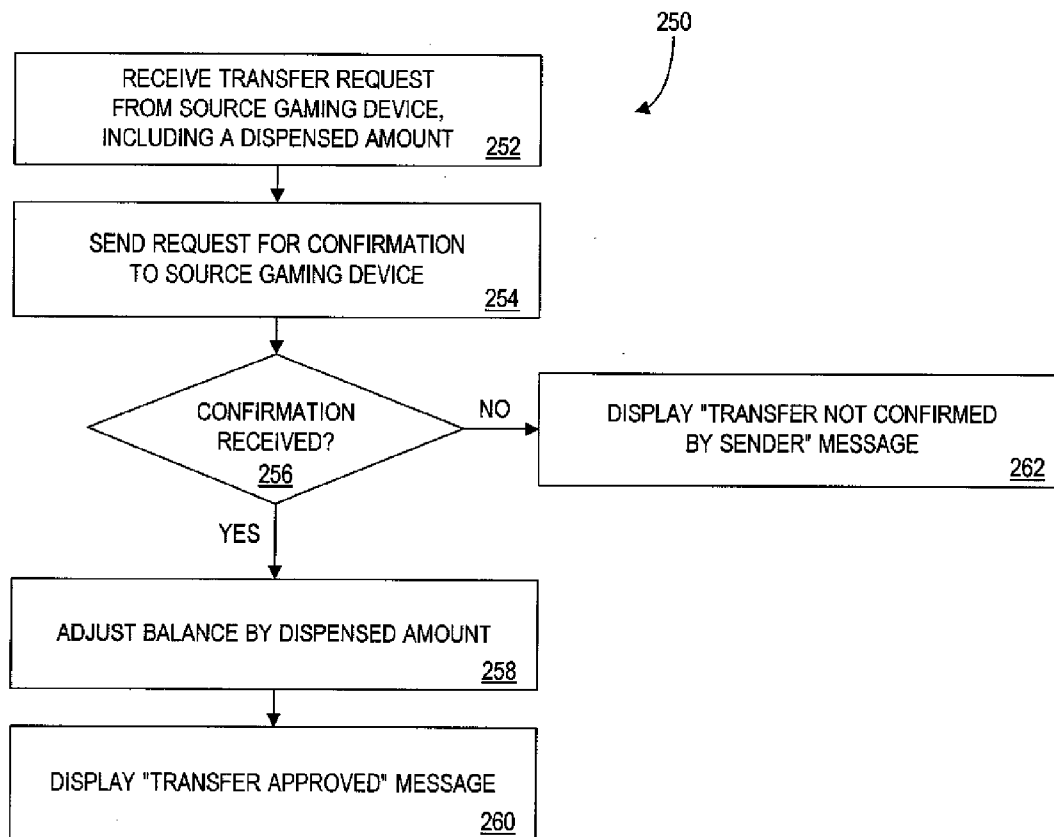 250
RECEIVE TRANSFER REQUEST
FROM SOURCE GAMING DEVICE,
INCLUDING A DISPENSED AMOUNT
252
SEND REQUEST FOR CONFIRMATION
TO SOURCE GAMING DEVICE
254
CONFIRMATION
RECEIVED?
256
NO
DISPLAY "TRANSFER NOT CONFIRMED
BY SENDER" MESSAGE
262
YES
ADJUST BALANCE BY DISPENSED AMOUNT
258
DISPLAY "TRANSFER APPROVED" MESSAGE
260